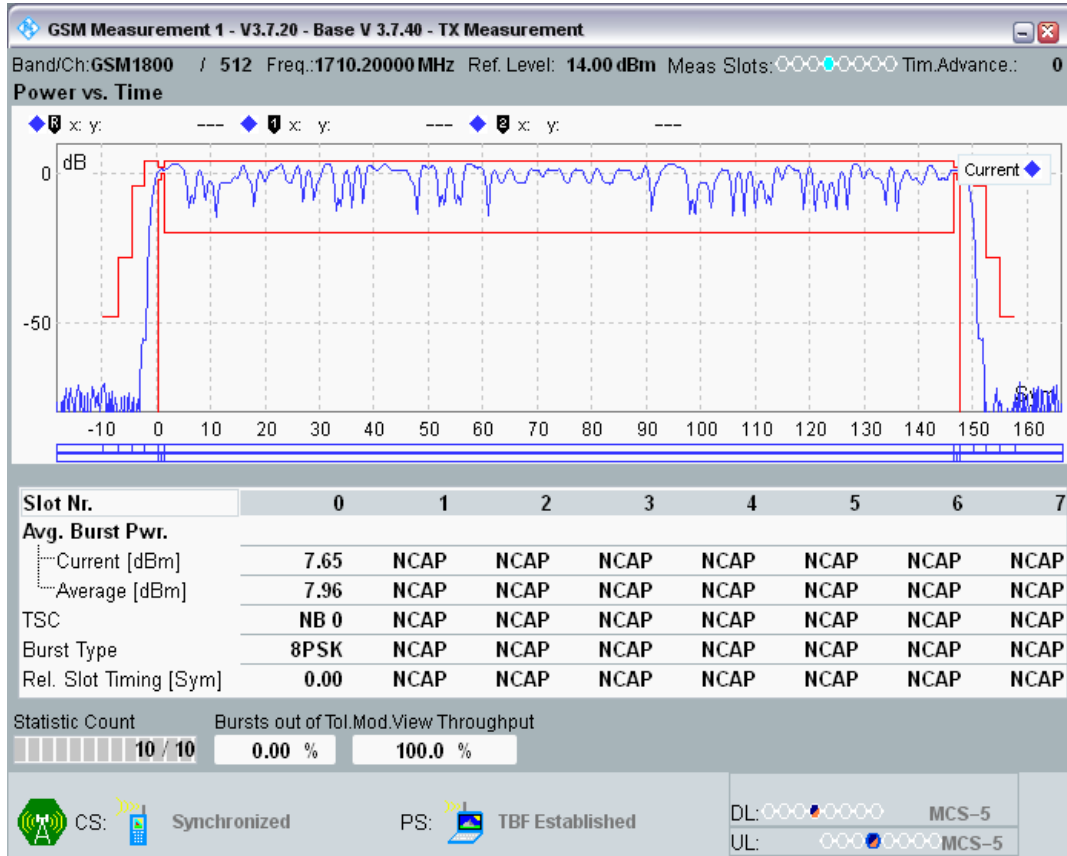 GSM Measurement 1 - V3.7.20 - Base V 3.7.40 - TX Measurement
Band/Ch:GSM1800 / 512 Freq.:1710.20000 MHz Ref. Level: 14.00 dBm Meas Slots: Tim.Advance.: 0
Power vs. Time
R x: y: --- 1 x: y: --- 2 x: y: ---
dB
Current
0
-50
-10 0 10 20 30 40 50 60 70 80 90 100 110 120 130 140 150 160
Slot Nr. 0 1 2 3 4 5 6 7
Avg. Burst Pwr.
Current [dBm] 7.65 NCAP NCAP NCAP NCAP NCAP NCAP NCAP
Average [dBm] 7.96 NCAP NCAP NCAP NCAP NCAP NCAP NCAP
TSC NB 0 NCAP NCAP NCAP NCAP NCAP NCAP NCAP
Burst Type 8PSK NCAP NCAP NCAP NCAP NCAP NCAP NCAP
Rel. Slot Timing [Sym] 0.00 NCAP NCAP NCAP NCAP NCAP NCAP NCAP
Statistic Count Bursts out of Tol. Mod.View Throughput
10 / 10 0.00 % 100.0 %
CS: Synchronized PS: TBF Established DL: MCS-5
UL: MCS-5